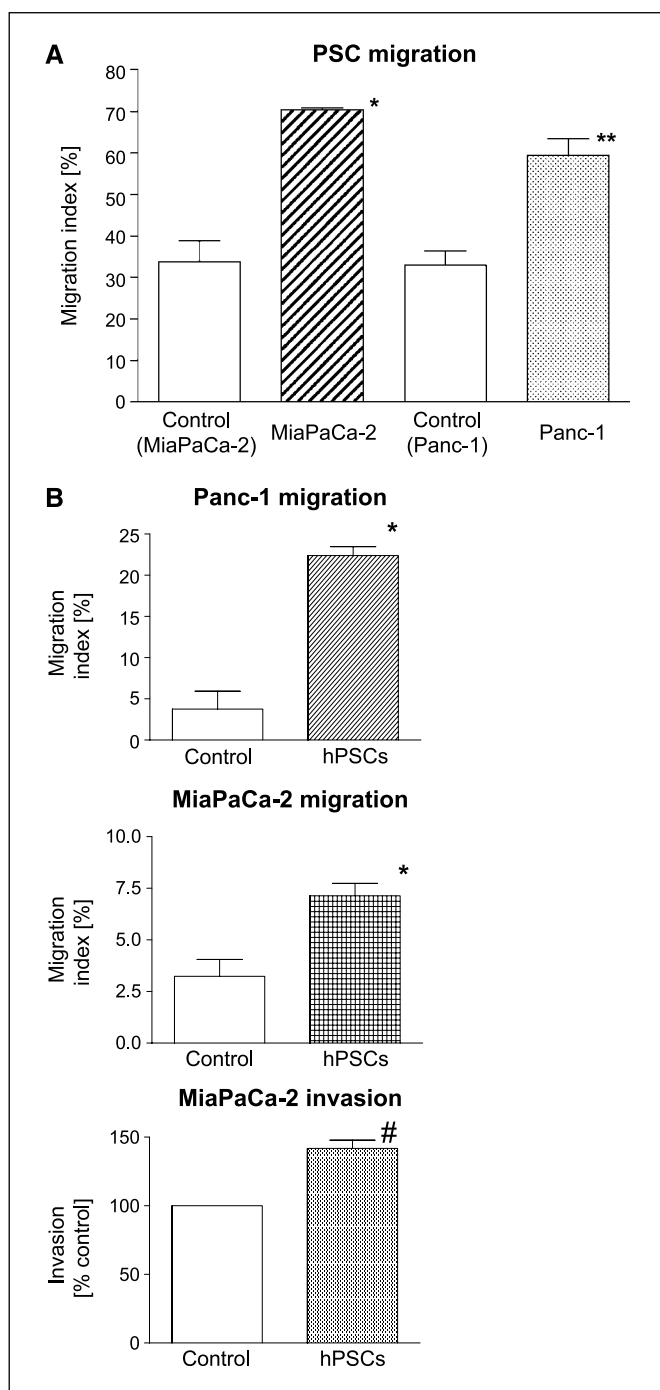 A
PSC migration
Migration index [%]
80
70
60
50
40
30
20
10
0
*
**
Control
(MiaPaCa-2)
MiaPaCa-2
Control
(Panc-1)
Panc-1
B
Panc-1 migration
Migration
index [%]
25
20
15
10
5
0
*
Control
hPSCs
MiaPaCa-2 migration
Migration
index [%]
10.0
7.5
5.0
2.5
0.0
*
Control
hPSCs
MiaPaCa-2 invasion
Invasion
[% control]
150
100
50
0
#
Control
hPSCs